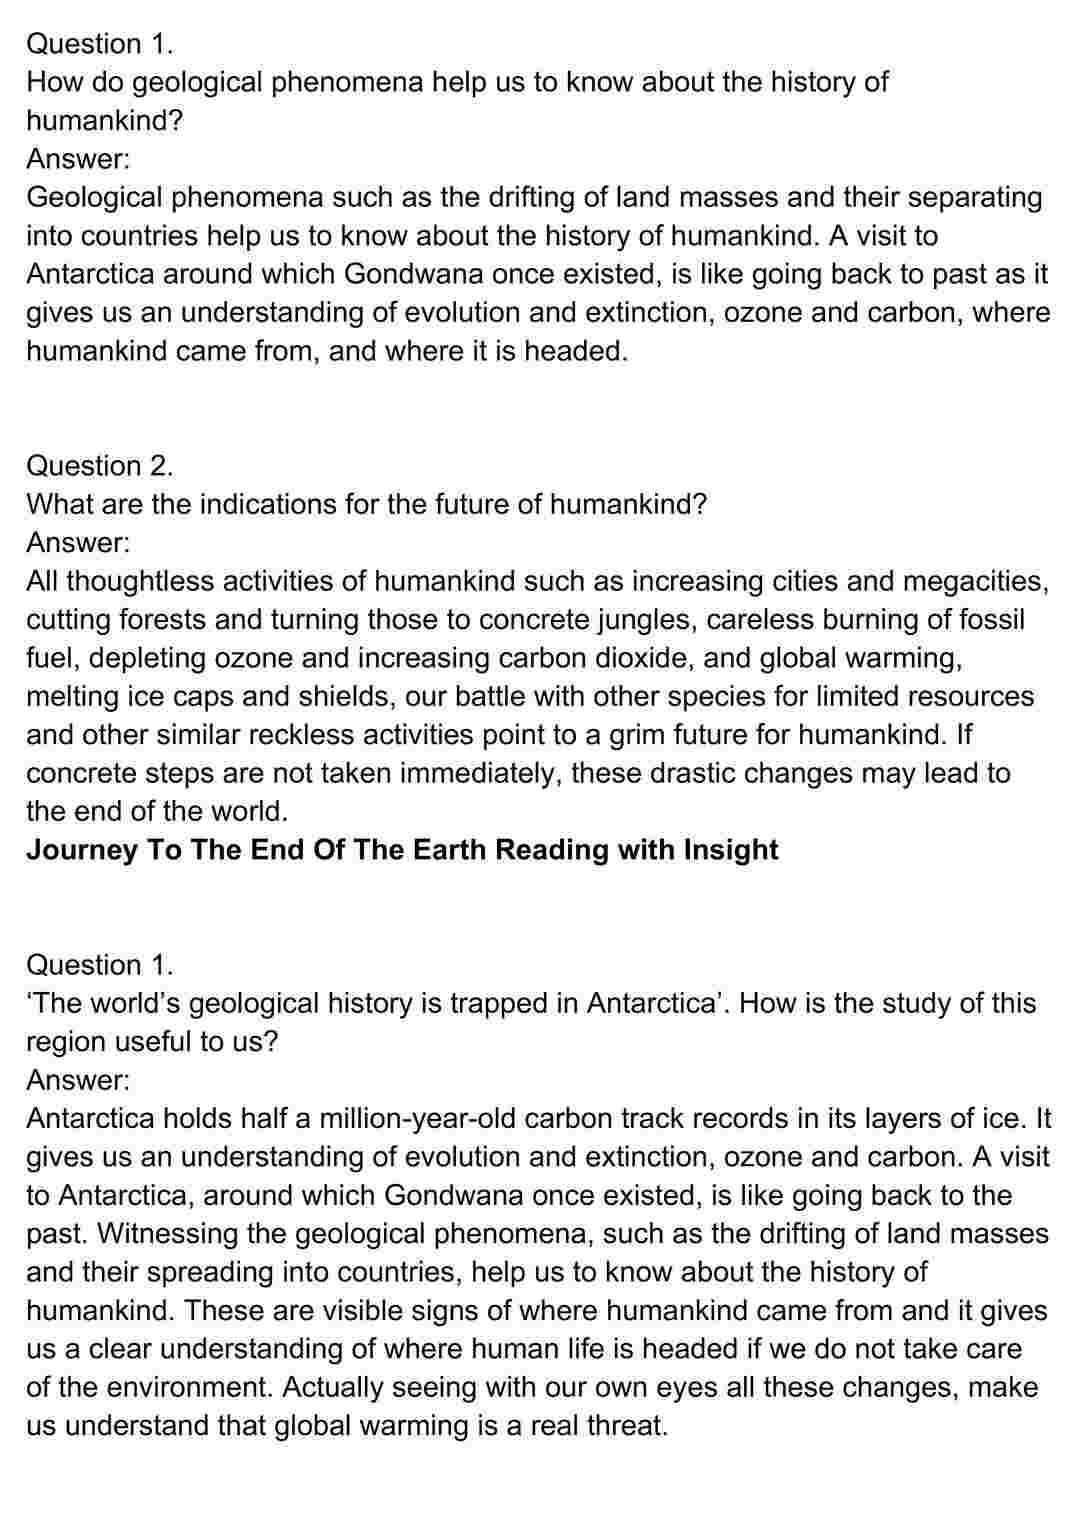 Question 1.
How do geological phenomena help us to know about the history of
humankind?
Answer:
Geological phenomena such as the drifting of land masses and their separating
into countries help us to know about the history of humankind. A visit to
Antarctica around which Gondwana once existed, is like going back to past as it
gives us an understanding of evolution and extinction, ozone and carbon, where
humankind came from, and where it is headed.
Question 2.
What are the indications for the future of humankind?
Answer:
All thoughtless activities of humankind such as increasing cities and megacities,
cutting forests and turning those to concrete jungles, careless burning of fossil
fuel, depleting ozone and increasing carbon dioxide, and global warming,
melting ice caps and shields, our battle with other species for limited resources
and other similar reckless activities point to a grim future for humankind. If
concrete steps are not taken immediately, these drastic changes may lead to
the end of the world.
Journey To The End Of The Earth Reading with Insight
Question 1.
‘The world’s geological history is trapped in Antarctica’. How is the study of this
region useful to us?
Answer:
Antarctica holds half a million-year-old carbon track records in its layers of ice. It
gives us an understanding of evolution and extinction, ozone and carbon. A visit
to Antarctica, around which Gondwana once existed, is like going back to the
past. Witnessing the geological phenomena, such as the drifting of land masses
and their spreading into countries, help us to know about the history of
humankind. These are visible signs of where humankind came from and it gives
us a clear understanding of where human life is headed if we do not take care
of the environment. Actually seeing with our own eyes all these changes, make
us understand that global warming is a real threat.